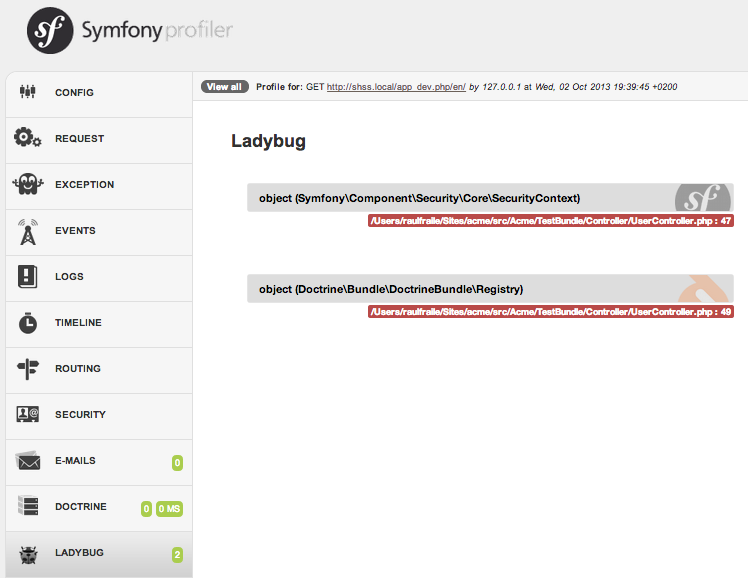 sf Symfony profiler
CONFIG
REQUEST
EXCEPTION
EVENTS
LOGS
TIMELINE
ROUTING
SECURITY
E-MAILS 0
DOCTRINE 0 0 MS
LADYBUG 2
View all Profile for: GET http://shss.local/app_dev.php/en/ by 127.0.0.1 at Wed, 02 Oct 2013 19:39:45 +0200
Ladybug
object (Symfony\Component\Security\Core\SecurityContext) sf
/Users/raulfraile/Sites/acme/src/Acme/TestBundle/Controller/UserController.php : 47
object (Doctrine\Bundle\DoctrineBundle\Registry)
/Users/raulfraile/Sites/acme/src/Acme/TestBundle/Controller/UserController.php : 49